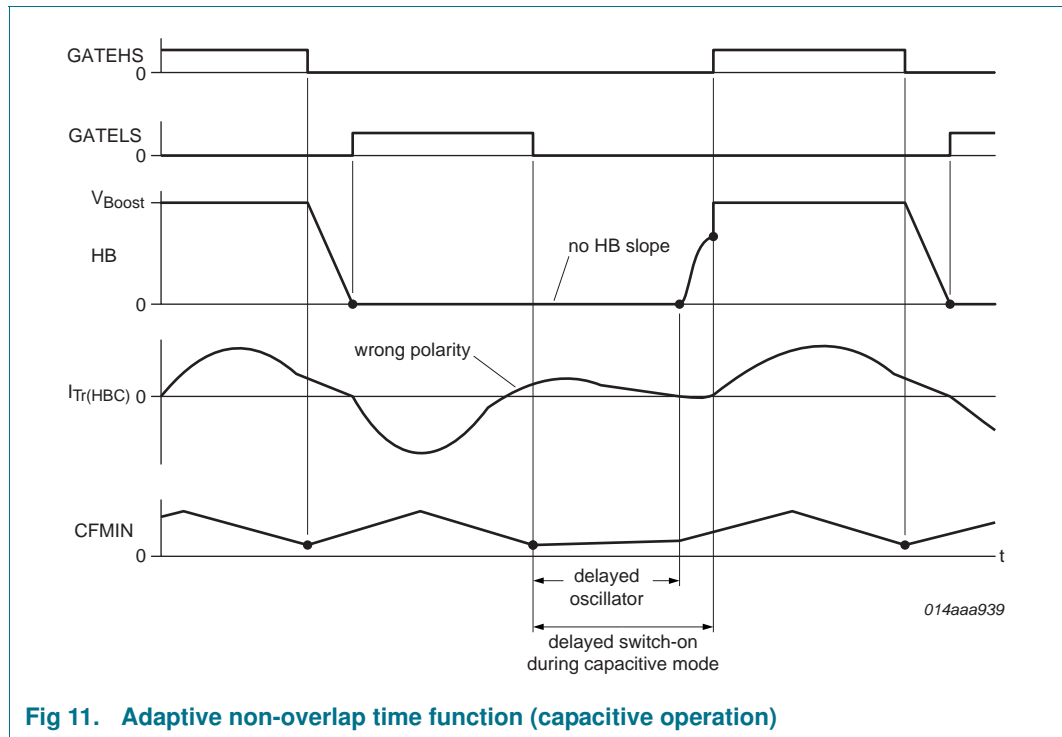 GATEHS
0
GATELS
0
VBoost
HB
no HB slope
0
wrong polarity
ITr(HBC) 0
CFMIN
0
t
delayed
oscillator
014aaa939
delayed switch-on
during capacitive mode
Fig 11. Adaptive non-overlap time function (capacitive operation)